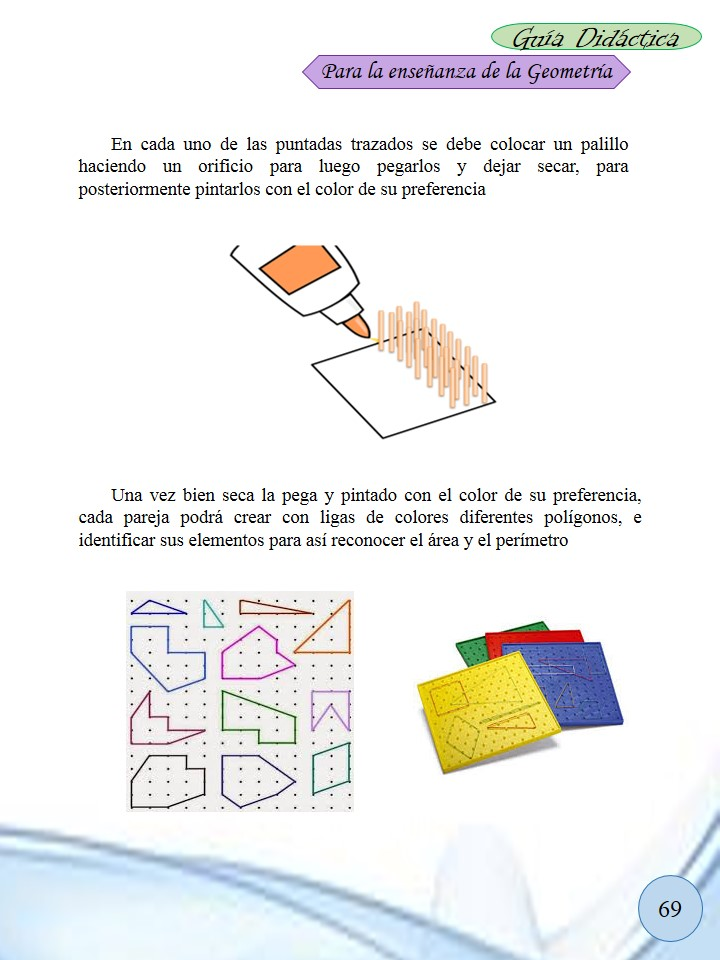 Guía Didáctica
Para la enseñanza de la Geometría
En cada uno de las puntadas trazados se debe colocar un palillo
haciendo un orificio para luego pegarlos y dejar secar, para
posteriormente pintarlos con el color de su preferencia
Una vez bien seca la pega y pintado con el color de su preferencia,
cada pareja podrá crear con ligas de colores diferentes polígonos, e
identificar sus elementos para así reconocer el área y el perímetro
69